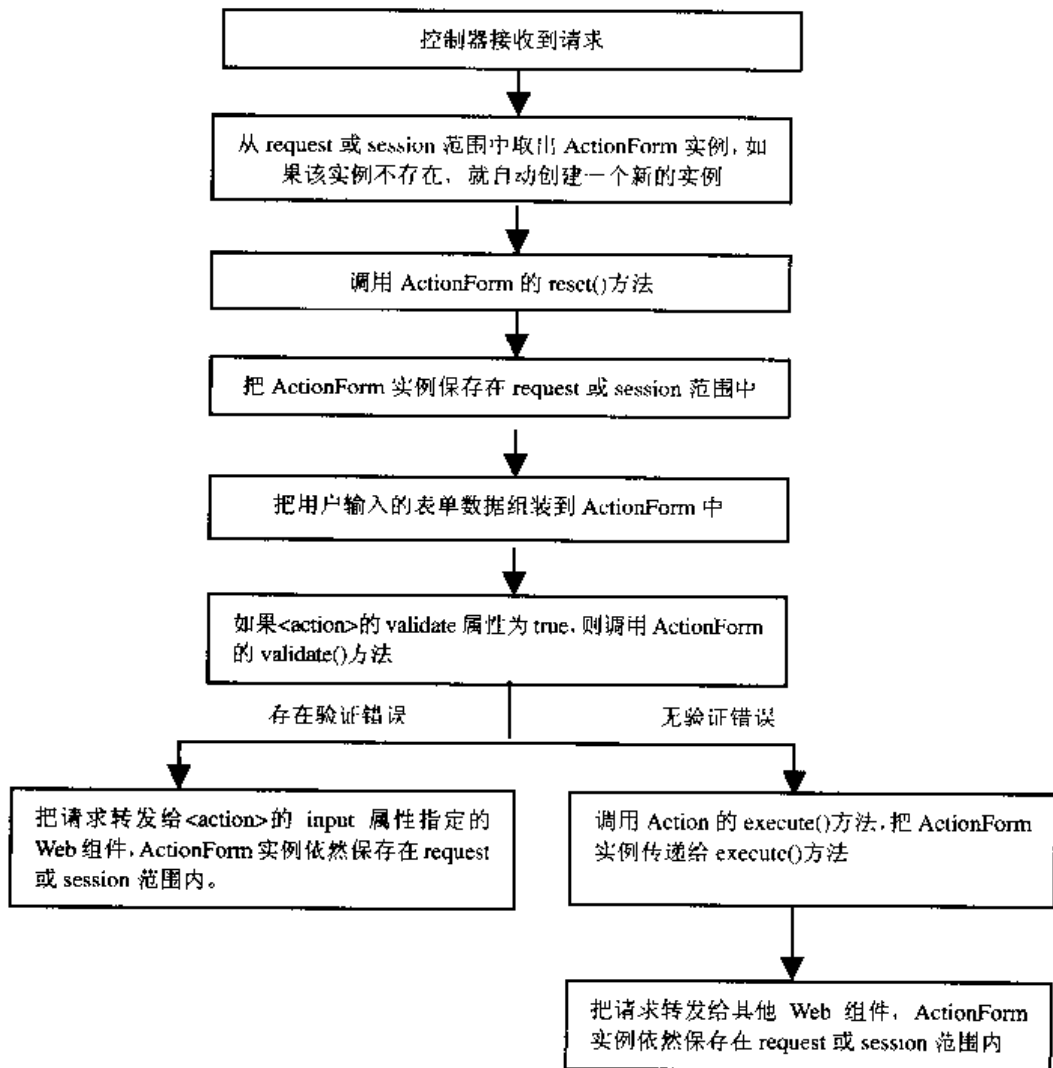 控制器接收到请求
从 request 或 session 范围中取出 ActionForm 实例，如
果该实例不存在，就自动创建一个新的实例
调用 ActionForm 的 reset()方法
把 ActionForm 实例保存在 request 或 session 范围中
把用户输入的表单数据组装到 ActionForm 中
如果<action>的 validate 属性为 true，则调用 ActionForm
的 validate()方法
存在验证错误
无验证错误
把请求转发给<action>的 input 属性指定的
Web 组件，ActionForm 实例依然保存在 request
或 session 范围内。
调用 Action 的 execute()方法，把 ActionForm
实例传递给 execute()方法
把请求转发给其他 Web 组件， ActionForm
实例依然保存在 request 或 session 范围内